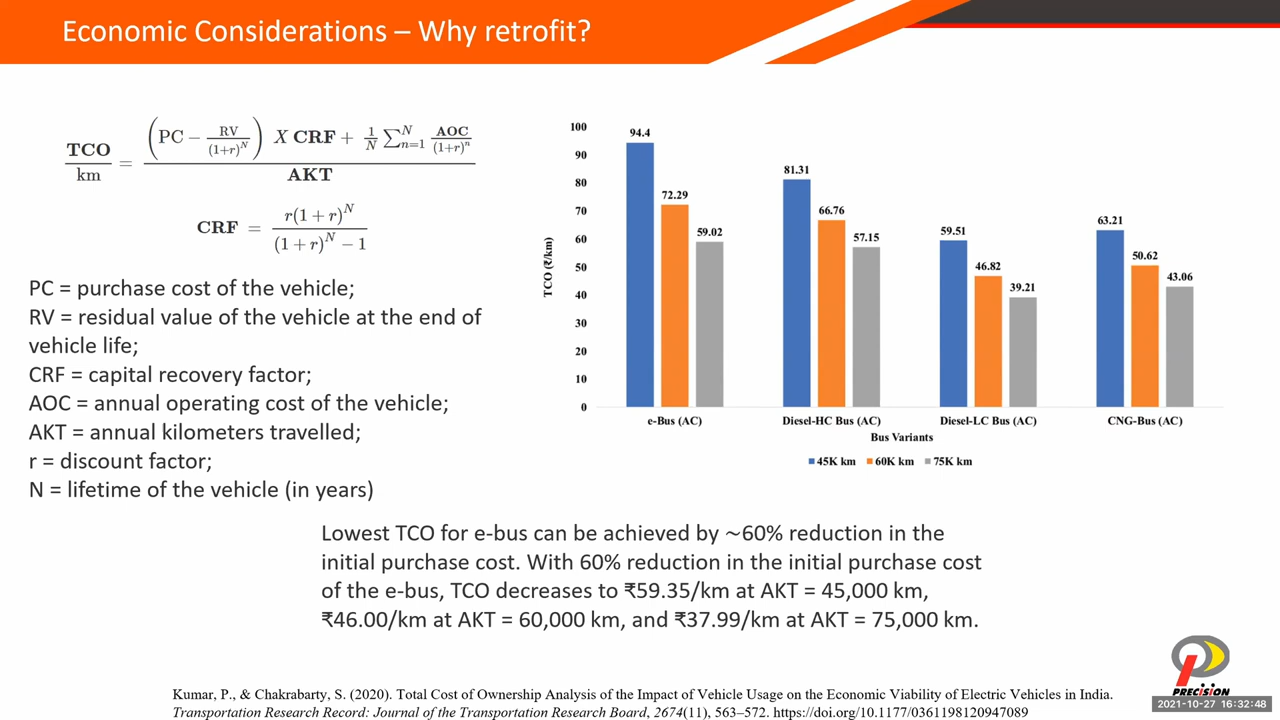 Economic Considerations – Why retrofit?
TCO/km = ((PC − RV/(1+r)^N) X CRF + 1/N ∑_{n=1}^{N} AOC/(1+r)^n) / AKT
CRF = r(1+r)^N / ((1+r)^N − 1)
PC = purchase cost of the vehicle;
RV = residual value of the vehicle at the end of
vehicle life;
CRF = capital recovery factor;
AOC = annual operating cost of the vehicle;
AKT = annual kilometers travelled;
r = discount factor;
N = lifetime of the vehicle (in years)
TCO (₹/km)
100
90
80
70
60
50
40
30
20
10
0
94.4
72.29
59.02
81.31
66.76
57.15
59.51
46.82
39.21
63.21
50.62
43.06
e-Bus (AC)
Diesel-HC Bus (AC)
Diesel-LC Bus (AC)
CNG-Bus (AC)
Bus Variants
45K km 60K km 75K km
Lowest TCO for e-bus can be achieved by ~60% reduction in the
initial purchase cost. With 60% reduction in the initial purchase cost
of the e-bus, TCO decreases to ₹59.35/km at AKT = 45,000 km,
₹46.00/km at AKT = 60,000 km, and ₹37.99/km at AKT = 75,000 km.
Kumar, P., & Chakrabarty, S. (2020). Total Cost of Ownership Analysis of the Impact of Vehicle Usage on the Economic Viability of Electric Vehicles in India.
Transportation Research Record: Journal of the Transportation Research Board, 2674(11), 563–572. https://doi.org/10.1177/0361198120947089
PRECISION
2021-10-27 16:32:48